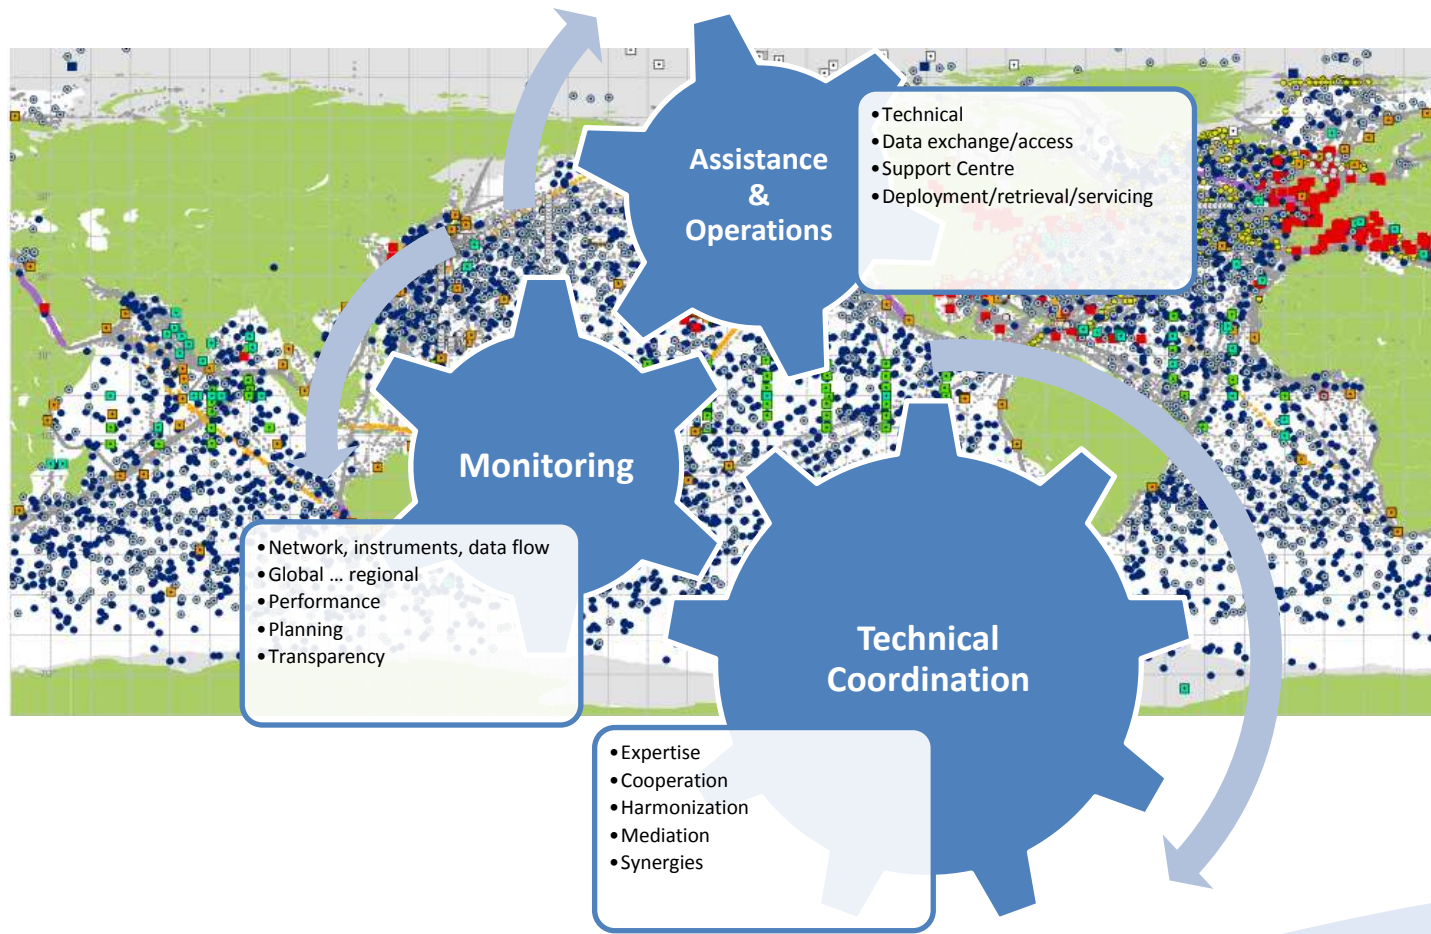 Assistance
&
Operations
•Technical
•Data exchange/access
•Support Centre
•Deployment/retrieval/servicing
Monitoring
•Network, instruments, data flow
•Global ... regional
•Performance
•Planning
•Transparency
Technical
Coordination
•Expertise
•Cooperation
•Harmonization
•Mediation
•Synergies